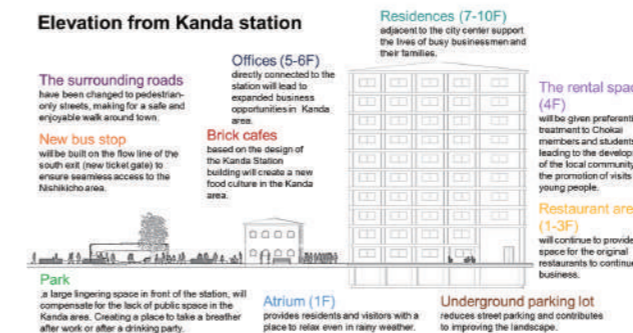 Elevation from Kanda station
Residences (7-10F)
adjacent to the city center support
the lives of busy businessmen and
their families.
Offices (5-6F)
directly connected to the
station will lead to
expanded business
opportunities in Kanda
area.
The surrounding roads
have been changed to pedestrian-
only streets, making for a safe and
enjoyable walk around town.
New bus stop
will be built on the flow line of the
south exit (new ticket gate) to
ensure seamless access to the
Nishikicho area.
Brick cafes
based on the design of
the Kanda Station
building will create a new
food culture in the Kanda
area.
The rental spac
(4F)
will be given preferenti
treatment to Chokai
members and students
leading to the develop
of the local community
the promotion of visits
young people.
Restaurant are
(1-3F)
will continue to provide
space for the original
restaurants to continue
business.
Park
:a large lingering space in front of the station, will
compensate for the lack of public space in the
Kanda area. Creating a place to take a breather
after work or after a drinking party.
Atrium (1F)
provides residents and visitors with a
place to relax even in rainy weather.
Underground parking lot
reduces street parking and contributes
to improving the landscape.